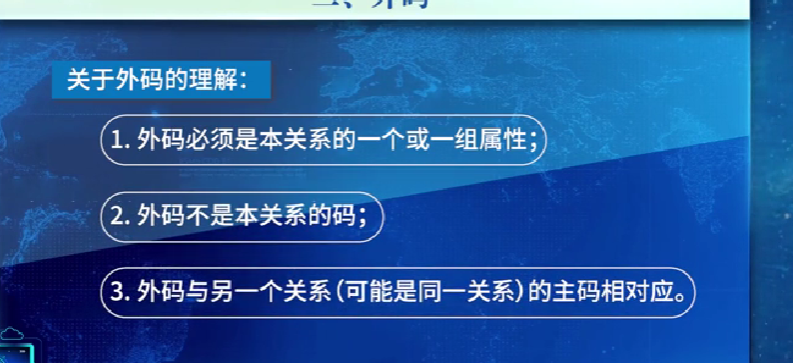 二、外码
关于外码的理解：
1. 外码必须是本关系的一个或一组属性；
2. 外码不是本关系的码；
3. 外码与另一个关系（可能是同一关系）的主码相对应。